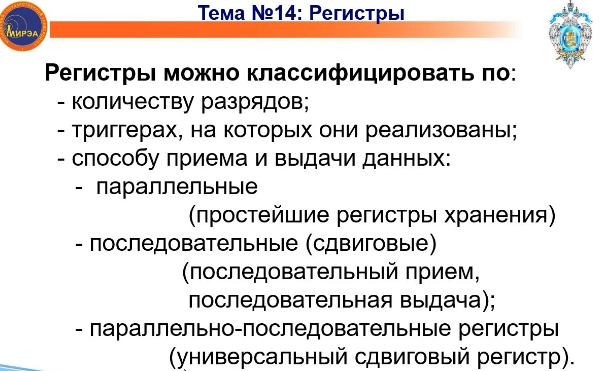 Тема №14: Регистры
МИРЭА
Регистры можно классифицировать по:
- количеству разрядов;
- триггерах, на которых они реализованы;
- способу приема и выдачи данных:
- параллельные
(простейшие регистры хранения)
- последовательные (сдвиговые)
(последовательный прием,
последовательная выдача);
- параллельно-последовательные регистры
(универсальный сдвиговый регистр).